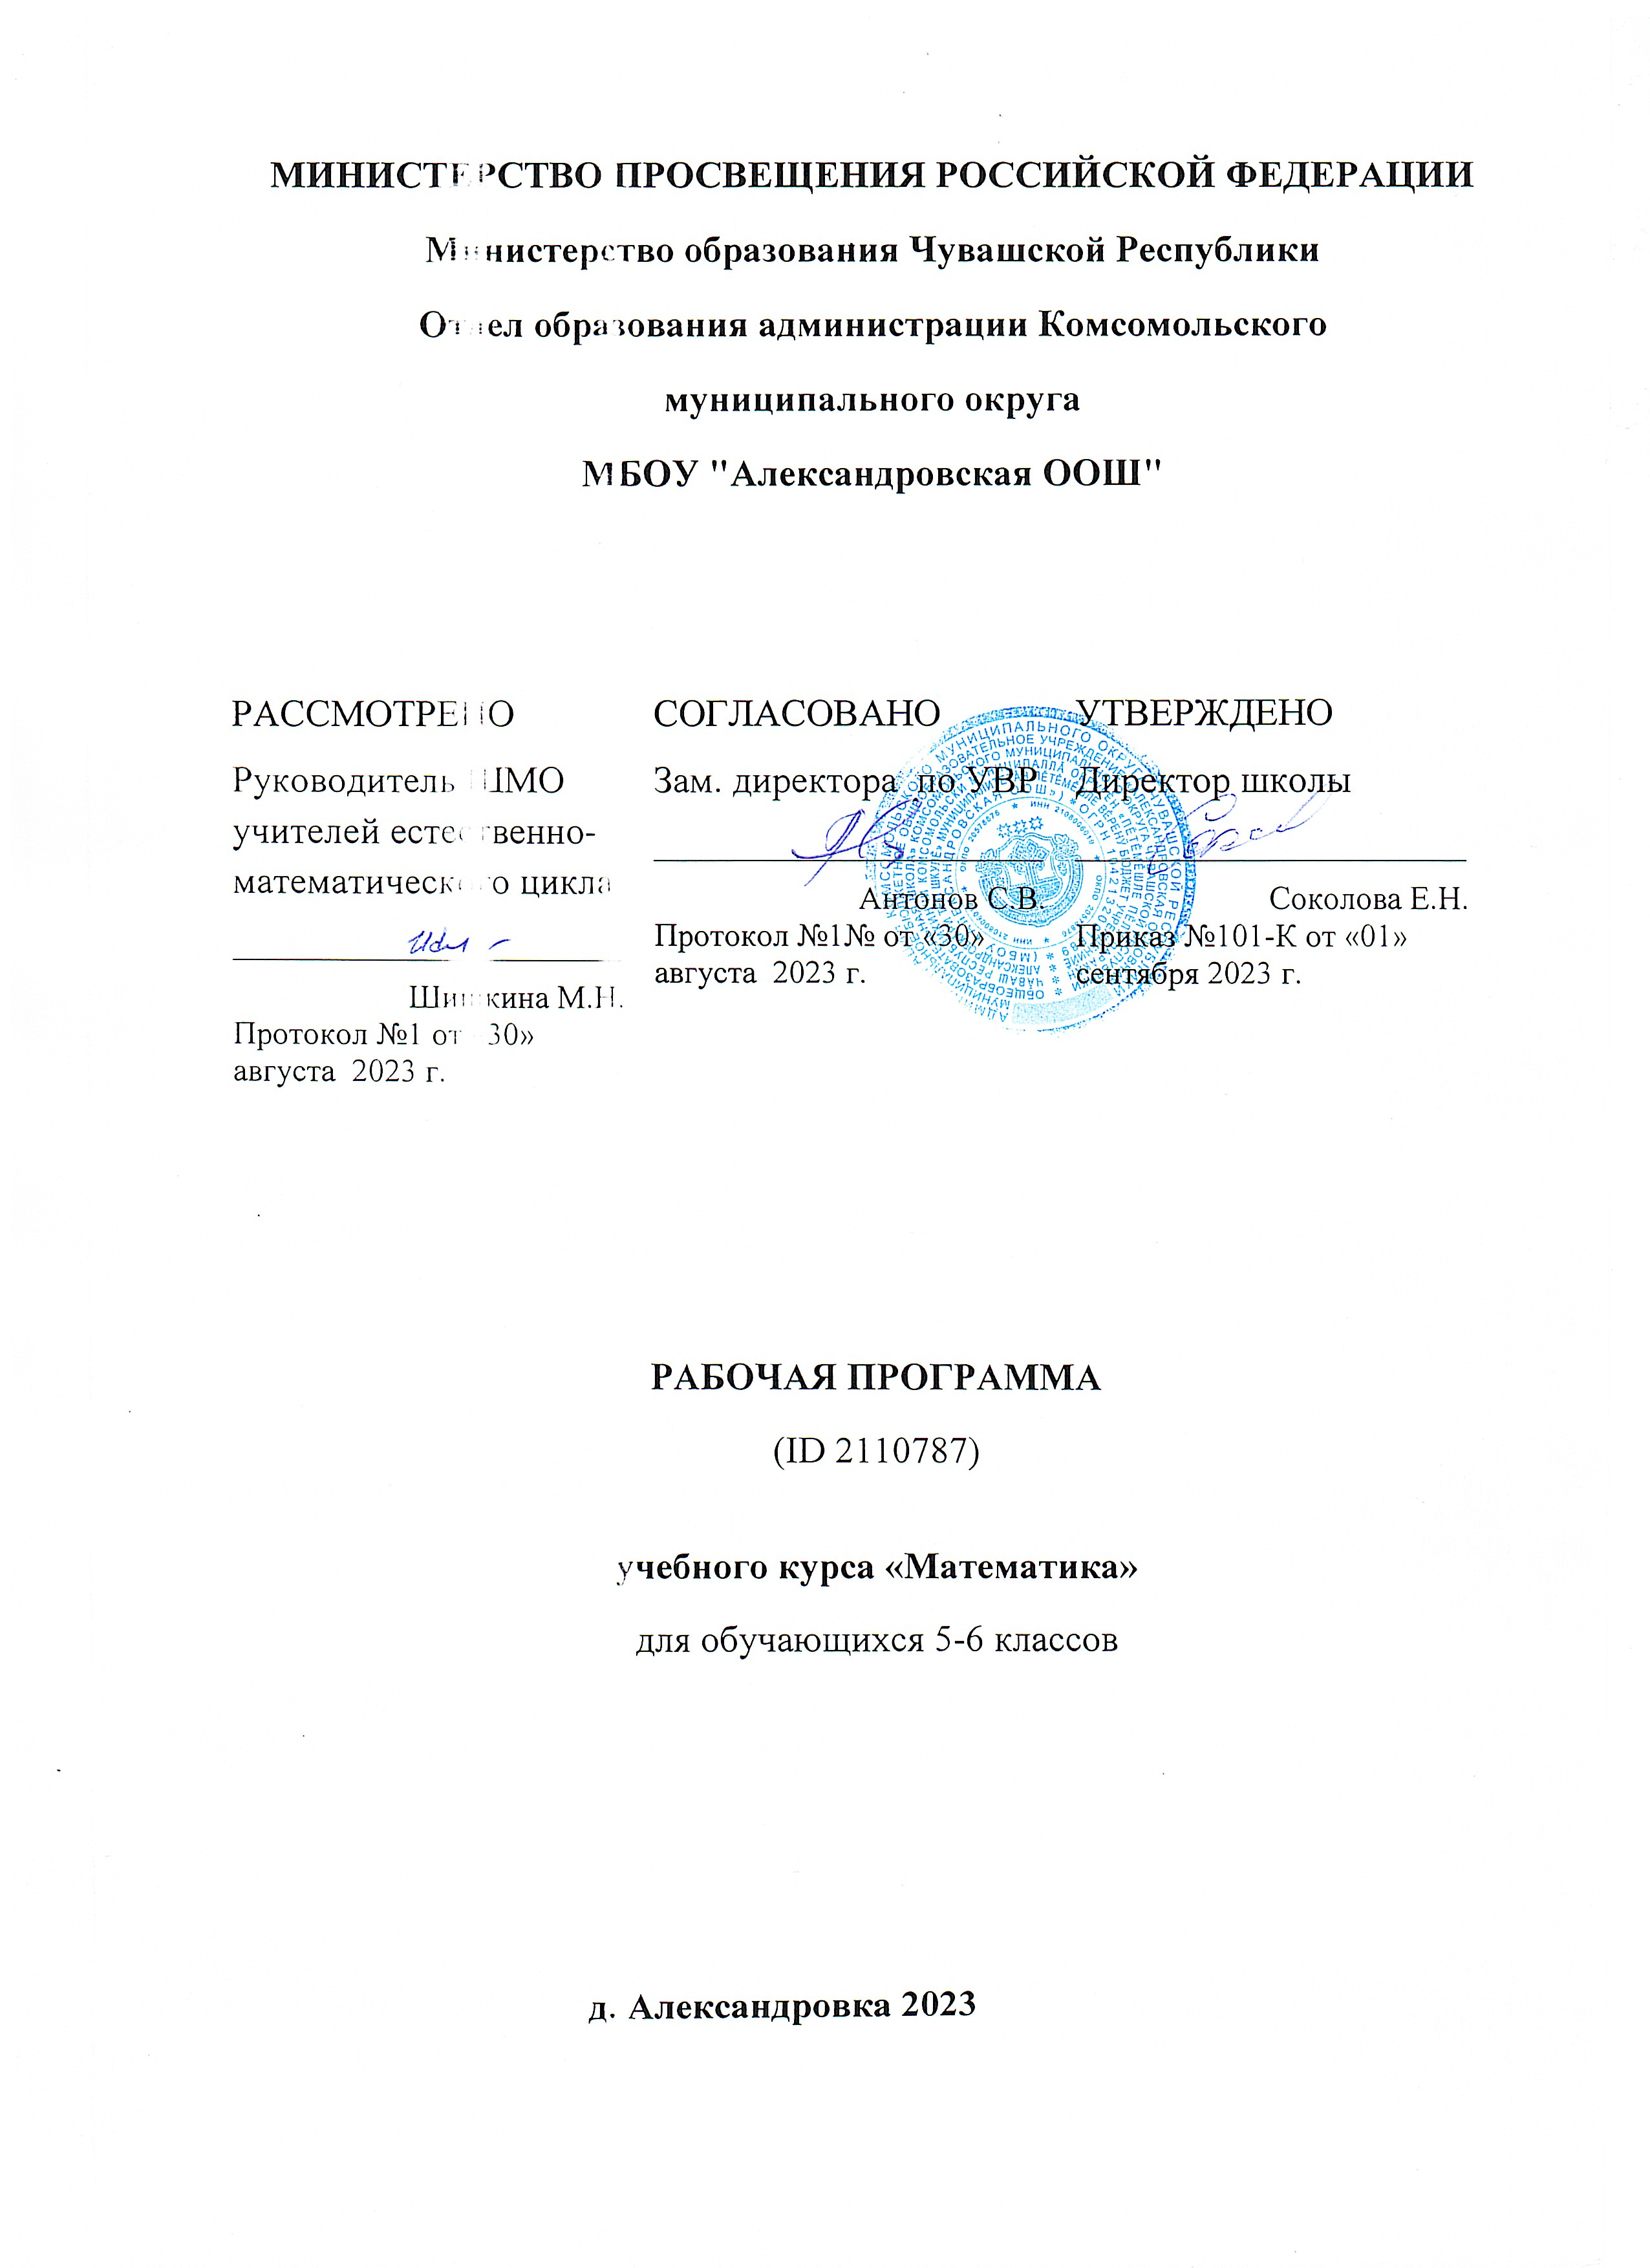 МИНИСТЕРСТВО ПРОСВЕЩЕНИЯ РОССИЙСКОЙ ФЕДЕРАЦИИ
Министерство образования Чувашской Республики
Отдел образования администрации Комсомольского
муниципального округа
МБОУ "Александровская ООШ"
РАССМОТРЕНО
Руководитель ШМО
учителей естественно-
математического цикла
Шишкина М.Н.
Протокол №1 от «30»
августа 2023 г.
СОГЛАСОВАНО
Зам. директора по УВР
Антонов С.В.
Протокол №1№ от «30»
августа 2023 г.
УТВЕРЖДЕНО
Директор школы
Соколова Е.Н.
Приказ №101-К от «01»
сентября 2023 г.
РАБОЧАЯ ПРОГРАММА
(ID 2110787)
учебного курса «Математика»
для обучающихся 5-6 классов
д. Александровка 2023